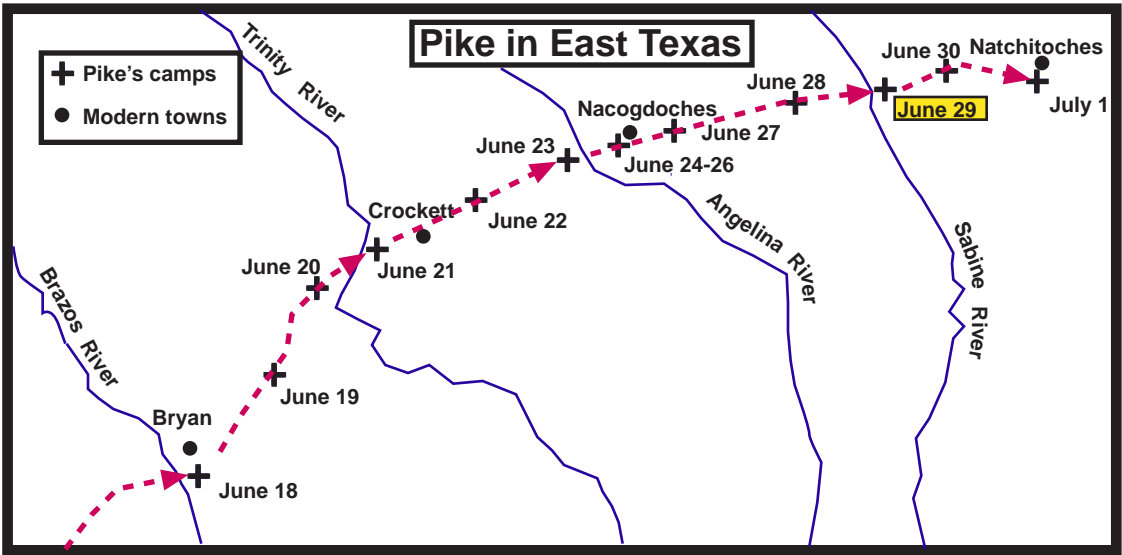 Pike in East Texas
Pike's camps
Modern towns
Trinity
River
June 30
Natchitoches
June 28
June 29
July 1
Nacogdoches
June 27
June 23
June 24-26
Crockett
June 22
Angelina River
Sabine
River
June 20
June 21
Brazos River
June 19
Bryan
June 18